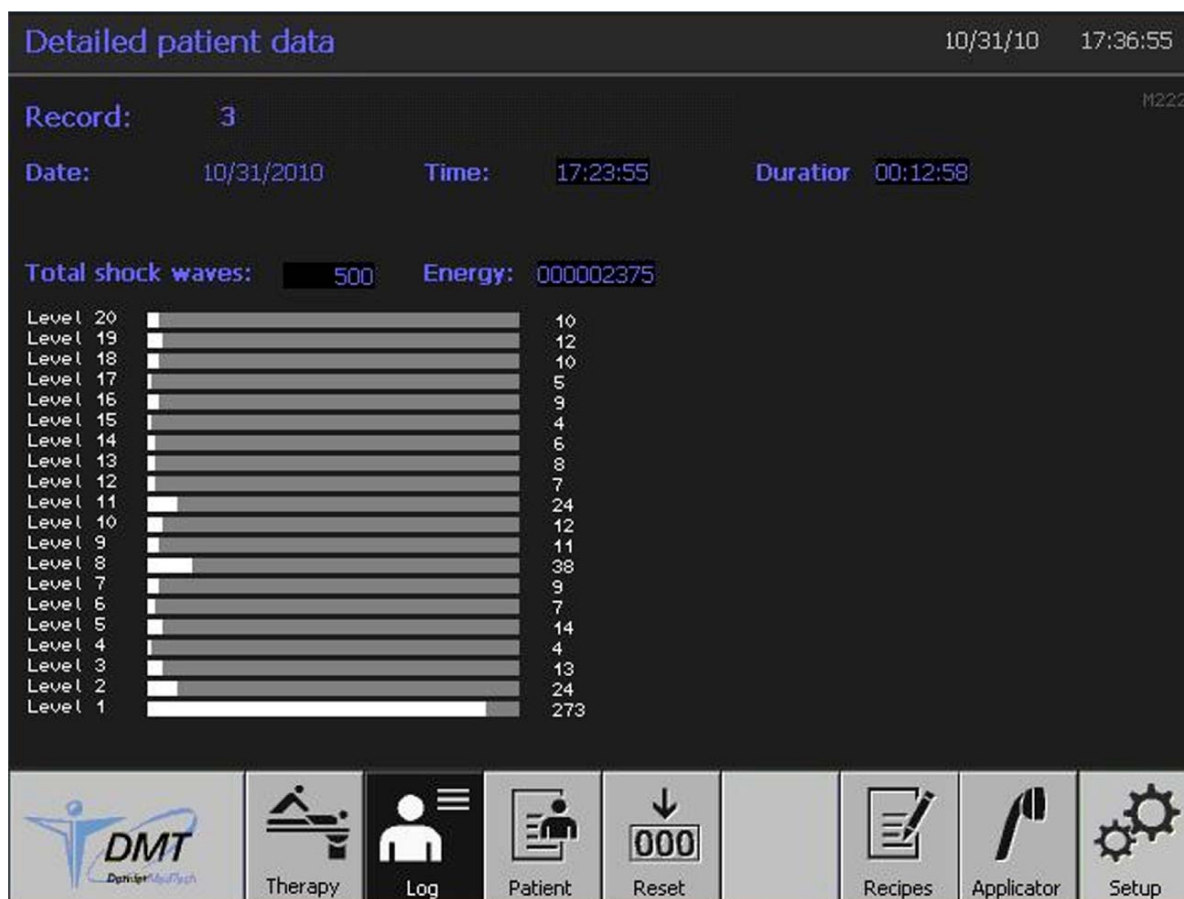 Detailed patient data 10/31/10 17:36:55
M222
Record: 3
Date: 10/31/2010 Time: 17:23:55 Duratior 00:12:58
Total shock waves: 500 Energy: 000002375
Level 20 10
Level 19 12
Level 18 10
Level 17 5
Level 16 9
Level 15 4
Level 14 6
Level 13 8
Level 12 7
Level 11 24
Level 10 12
Level 9 11
Level 8 38
Level 7 9
Level 6 7
Level 5 14
Level 4 4
Level 3 13
Level 2 24
Level 1 273
DMT
000
Therapy Log Patient Reset Recipes Applicator Setup